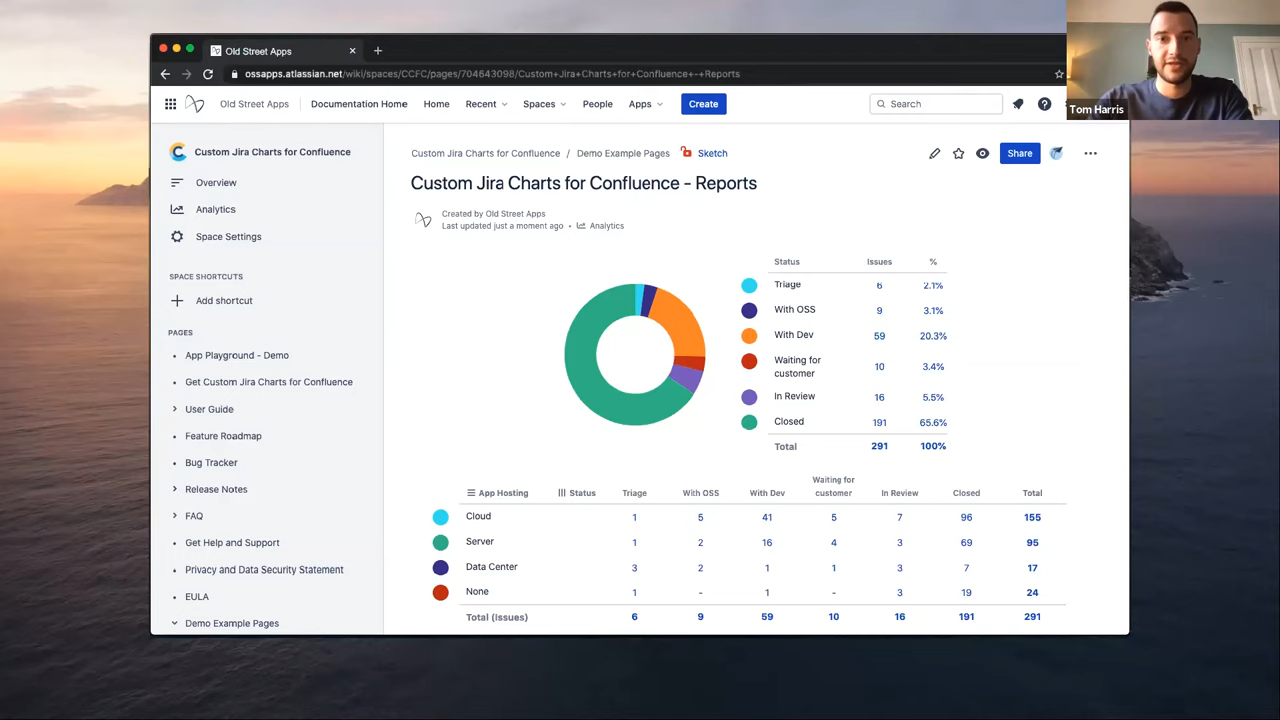 Old Street Apps
ossapps.atlassian.net/wiki/spaces/CCFC/pages/704643098/Custom+Jira+Charts+for+Confluence+-+Reports
Tom Harris
Old Street Apps
Documentation Home
Home
Recent
Spaces
People
Apps
Create
Search
Custom Jira Charts for Confluence
Overview
Analytics
Space Settings
SPACE SHORTCUTS
Add shortcut
PAGES
App Playground - Demo
Get Custom Jira Charts for Confluence
User Guide
Feature Roadmap
Bug Tracker
Release Notes
FAQ
Get Help and Support
Privacy and Data Security Statement
EULA
Demo Example Pages
Custom Jira Charts for Confluence / Demo Example Pages Sketch
Share
Custom Jira Charts for Confluence - Reports
Created by Old Street Apps
Last updated just a moment ago • Analytics
Status Issues %
Triage 6 2.1%
With OSS 9 3.1%
With Dev 59 20.3%
Waiting for
customer 10 3.4%
In Review 16 5.5%
Closed 191 65.6%
Total 291 100%
App Hosting Status Triage With OSS With Dev Waiting for
customer In Review Closed Total
Cloud 1 5 41 5 7 96 155
Server 1 2 16 4 3 69 95
Data Center 3 2 1 1 3 7 17
None 1 - 1 - 3 19 24
Total (Issues) 6 9 59 10 16 191 291